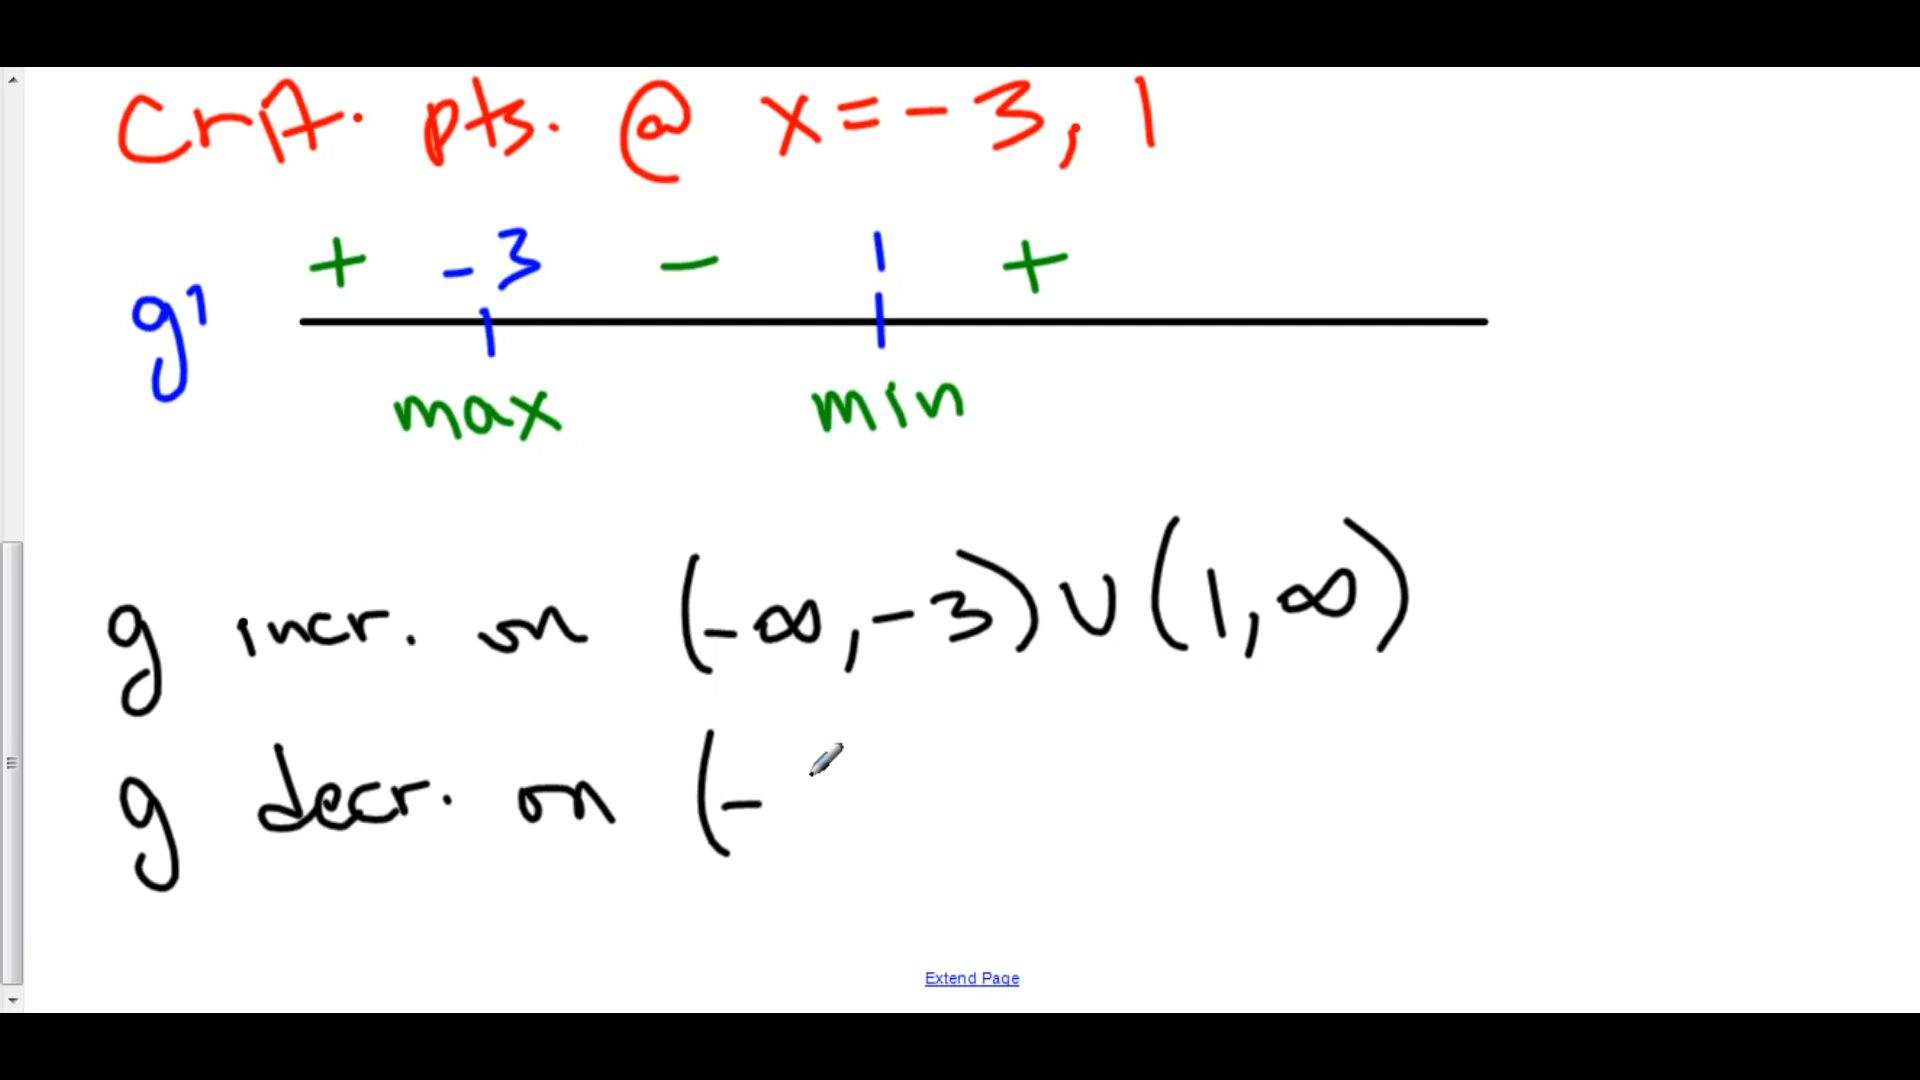 Crit. pts. @ x = -3, 1
+ -3 - 1 +
g'
max min
g incr. on (-∞, -3) ∪ (1, ∞)
g decr. on (-
Extend Page